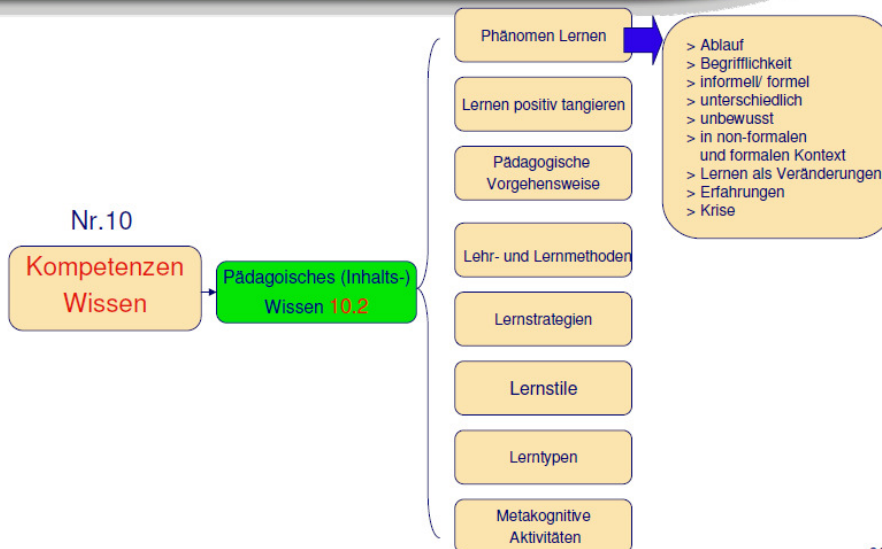 Nr.10
Kompetenzen
Wissen
Pädagoisches (Inhalts-)
Wissen 10.2
Phänomen Lernen
Lernen positiv tangieren
Pädagogische
Vorgehensweise
Lehr- und Lernmethoden
Lernstrategien
Lernstile
Lerntypen
Metakognitive
Aktivitäten
> Ablauf
> Begrifflichkeit
> informell/ formel
> unterschiedlich
> unbewusst
> in non-formalen
und formalen Kontext
> Lernen als Veränderungen
> Erfahrungen
> Krise